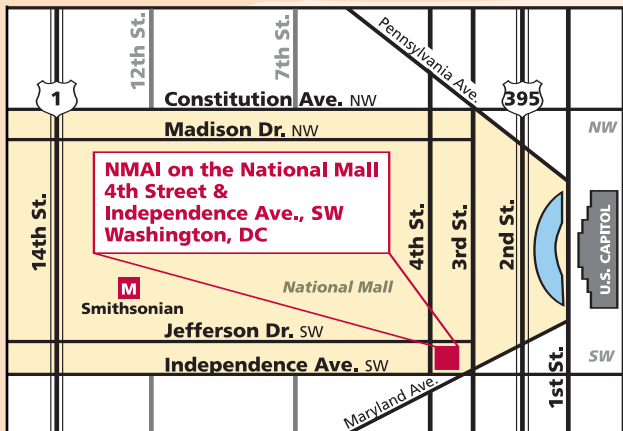 12th St.
7th St.
Pennsylvania Ave.
1
395
Constitution Ave. NW
Madison Dr. NW
NW
NMAI on the National Mall
4th Street &
Independence Ave., SW
Washington, DC
14th St.
4th St.
3rd St.
2nd St.
U.S. CAPITOL
M
Smithsonian
National Mall
Jefferson Dr. SW
Independence Ave. SW
SW
1st St.
Maryland Ave.